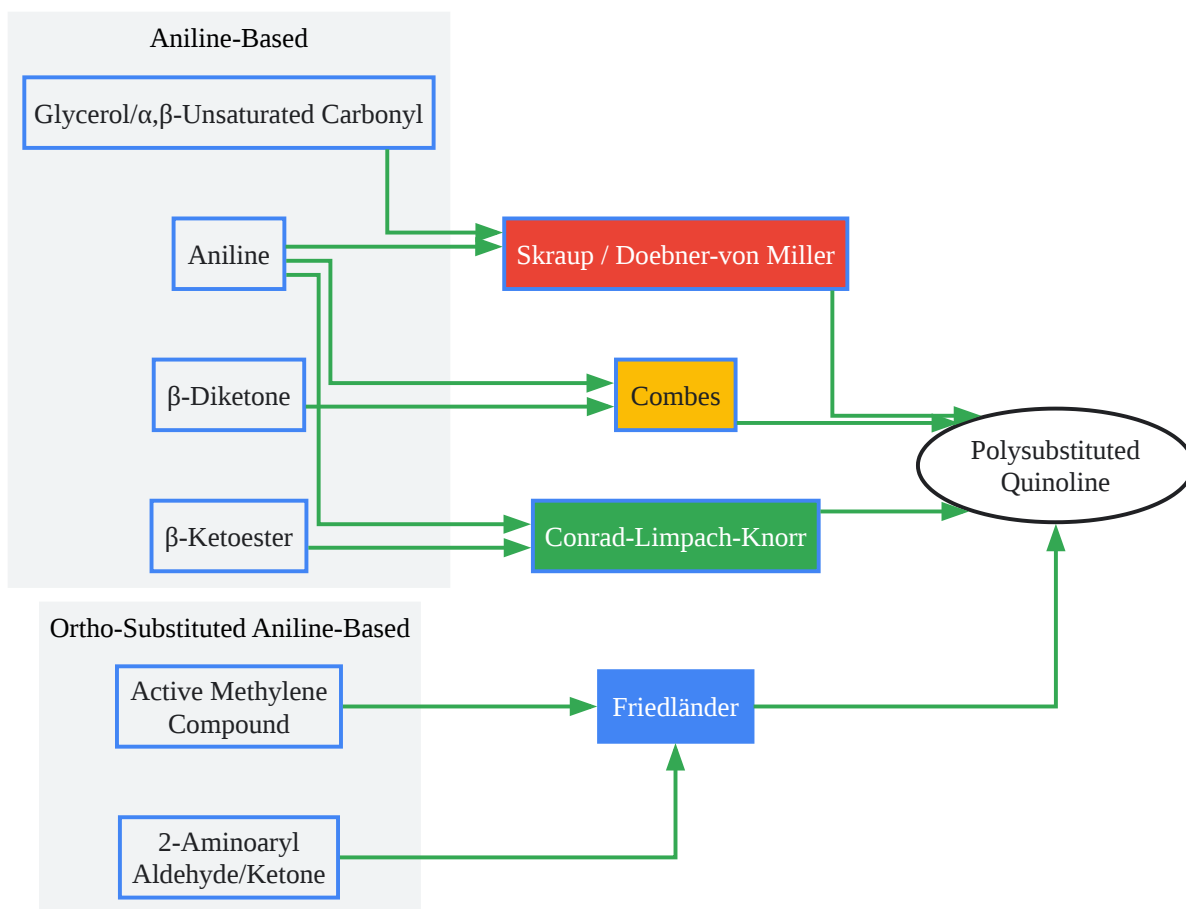 Aniline-Based
Glycerol/α,β-Unsaturated Carbonyl
Aniline
Skraup / Doebner-von Miller
β-Diketone
Combes
Polysubstituted
Quinoline
β-Ketoester
Conrad-Limpach-Knorr
Ortho-Substituted Aniline-Based
Active Methylene
Compound
Friedländer
2-Aminoaryl
Aldehyde/Ketone